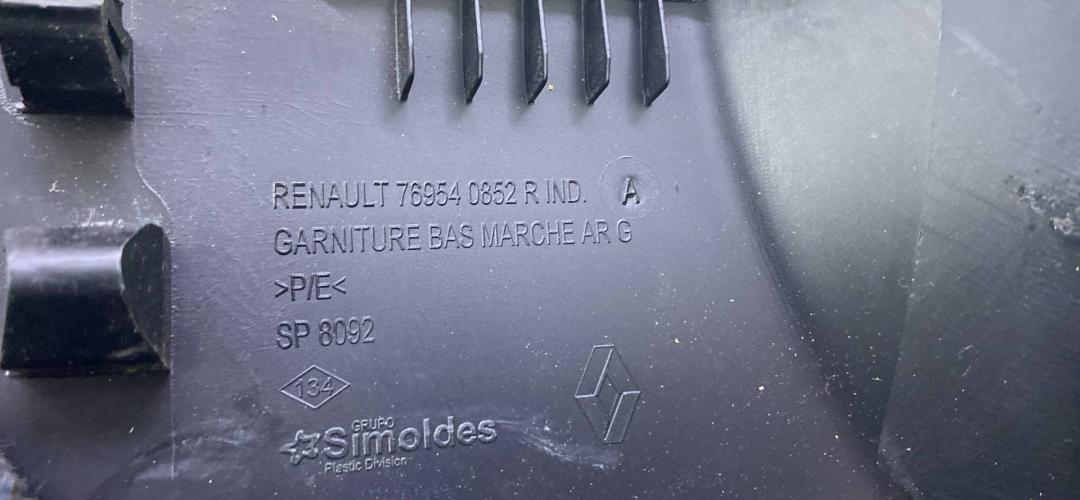 RENAULT 76954 0852 R IND. A
GARNITURE BAS MARCHE AR G
>P/E<
SP 8092
134
GRUPO
Simoldes
Plastic Division